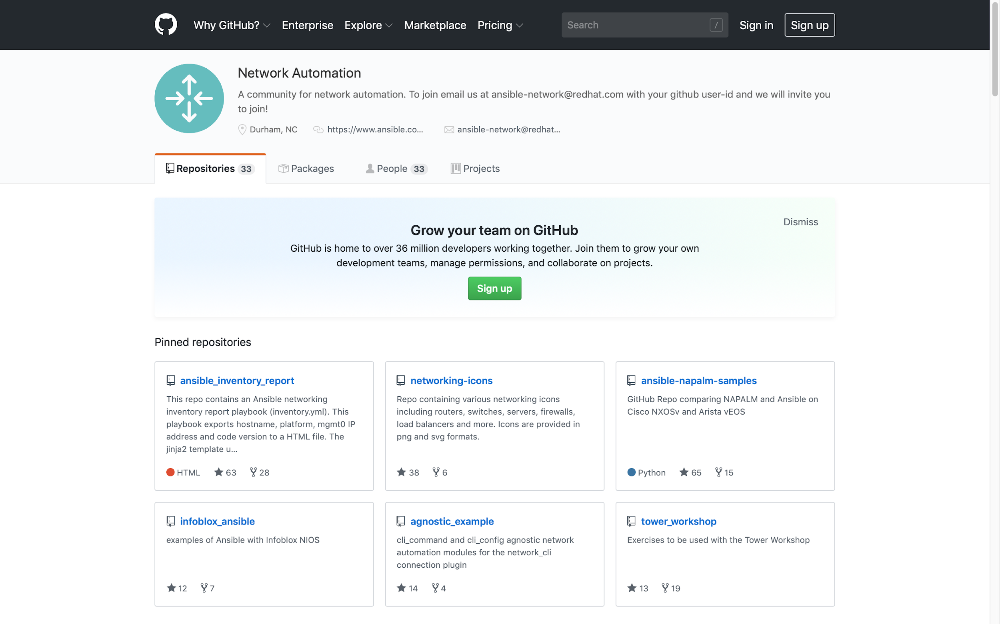 Why GitHub? Enterprise Explore Marketplace Pricing Search / Sign in Sign up
Network Automation
A community for network automation. To join email us at ansible-network@redhat.com with your github user-id and we will invite you
to join!
Durham, NC https://www.ansible.co... ansible-network@redhat...
Repositories 33 Packages People 33 Projects
Dismiss
Grow your team on GitHub
GitHub is home to over 36 million developers working together. Join them to grow your own
development teams, manage permissions, and collaborate on projects.
Sign up
Pinned repositories
ansible_inventory_report
This repo contains an Ansible networking
inventory report playbook (inventory.yml). This
playbook exports hostname, platform, mgmt0 IP
address and code version to a HTML file. The
jinja2 template u...
HTML 63 28
networking-icons
Repo containing various networking icons
including routers, switches, servers, firewalls,
load balancers and more. Icons are provided in
png and svg formats.
38 6
ansible-napalm-samples
GitHub Repo comparing NAPALM and Ansible on
Cisco NXOSv and Arista vEOS
Python 65 15
infoblox_ansible
examples of Ansible with Infoblox NIOS
12 7
agnostic_example
cli_command and cli_config agnostic network
automation modules for the network_cli
connection plugin
14 4
tower_workshop
Exercises to be used with the Tower Workshop
13 19